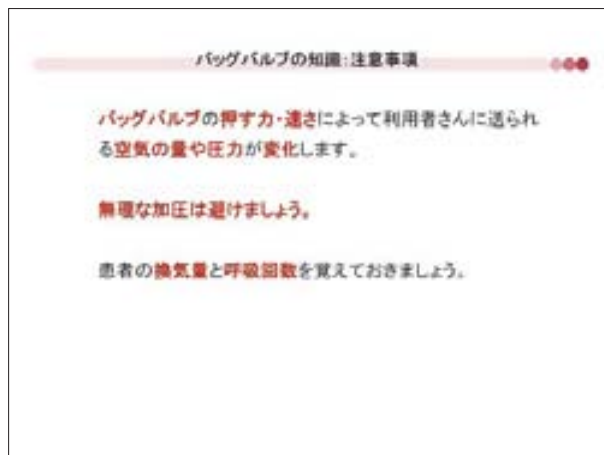 バッグバルブの知識：注意事項
バッグバルブの押す力・速さによって利用者さんに送られ
る空気の量や圧力が変化します。
無理な加圧は避けましょう。
患者の換気量と呼吸回数を覚えておきましょう。